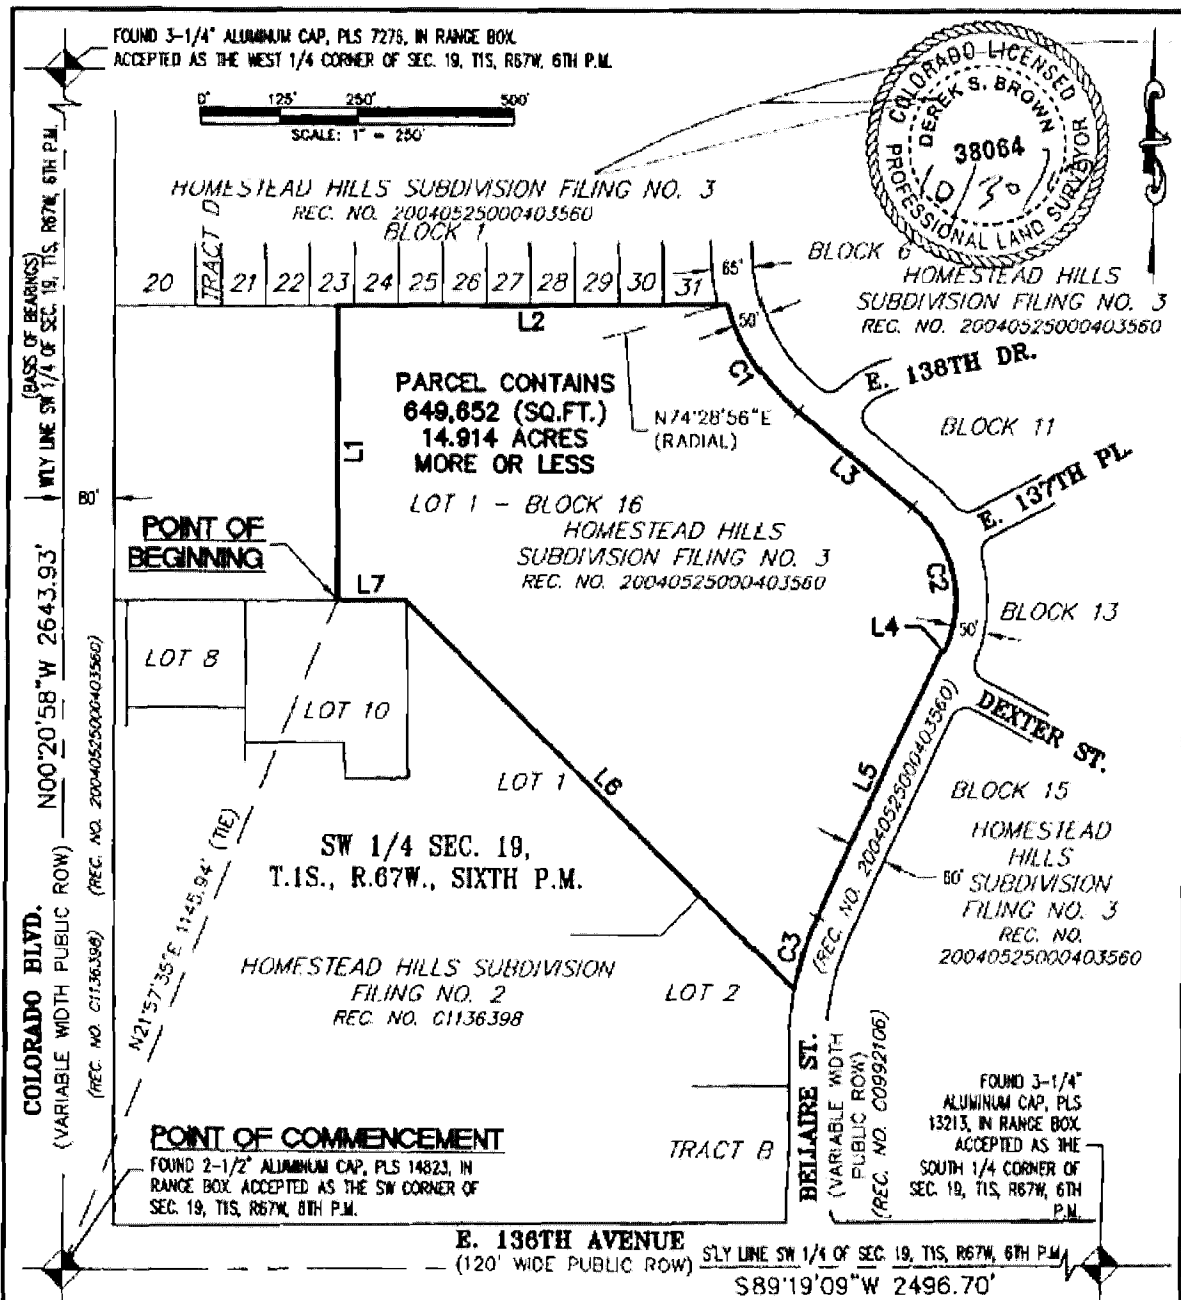 FOUND 3-1/4" ALUMINUM CAP, PLS 7276, IN RANGE BOX.
ACCEPTED AS THE WEST 1/4 CORNER OF SEC. 19, T1S, R67W, 6TH P.M.
0' 125' 250' 500'
SCALE: 1" = 250'
COLORADO LICENSED
DEREK S. BROWN
38064
PROFESSIONAL LAND SURVEYOR
HOMESTEAD HILLS SUBDIVISION FILING NO. 3
REC. NO. 20040525000403560
BLOCK 1
20 TRACT D 21 22 23 24 25 26 27 28 29 30 31
65'
BLOCK 6
HOMESTEAD HILLS
SUBDIVISION FILING NO. 3
REC. NO. 20040525000403560
(BASIS OF BEARINGS)
W'LY LINE SW 1/4 OF SEC. 19, T1S, R67W, 6TH P.M.
N00°20'58"W 2643.93'
L2
50'
C1
E. 138TH DR.
PARCEL CONTAINS
649,652 (SQ.FT.)
14.914 ACRES
MORE OR LESS
N74°28'56"E
(RADIAL)
L1
L3
BLOCK 11
E. 137TH PL.
LOT 1 - BLOCK 16
HOMESTEAD HILLS
SUBDIVISION FILING NO. 3
REC. NO. 20040525000403560
80'
POINT OF
BEGINNING
L7
C2
BLOCK 13
L4
50'
LOT 8
LOT 10
DEXTER ST.
LOT 1
L6
L5
(REC. NO. 20040525000403560)
BLOCK 15
HOMESTEAD
HILLS
SUBDIVISION
FILING NO. 3
REC. NO.
20040525000403560
60'
SW 1/4 SEC. 19,
T.1S., R.67W., SIXTH P.M.
N21°57'35"E 1145.94' (TIE)
COLORADO BLVD.
(VARIABLE WIDTH PUBLIC ROW)
(REC. NO. C1136398)
(REC. NO. 20040525000403560)
C3
HOMESTEAD HILLS SUBDIVISION
FILING NO. 2
REC. NO. C1136398
LOT 2
BELLAIRE ST.
(VARIABLE WIDTH
PUBLIC ROW)
(REC. NO. C0992106)
TRACT B
FOUND 3-1/4"
ALUMINUM CAP, PLS
13213, IN RANGE BOX.
ACCEPTED AS THE
SOUTH 1/4 CORNER OF
SEC. 19, T1S, R67W, 6TH
P.M.
POINT OF COMMENCEMENT
FOUND 2-1/2" ALUMINUM CAP, PLS 14823, IN
RANGE BOX. ACCEPTED AS THE SW CORNER OF
SEC. 19, T1S, R67W, 6TH P.M.
E. 136TH AVENUE
(120' WIDE PUBLIC ROW)
S'LY LINE SW 1/4 OF SEC. 19, T1S, R67W, 6TH P.M.
S89°19'09"W 2496.70'